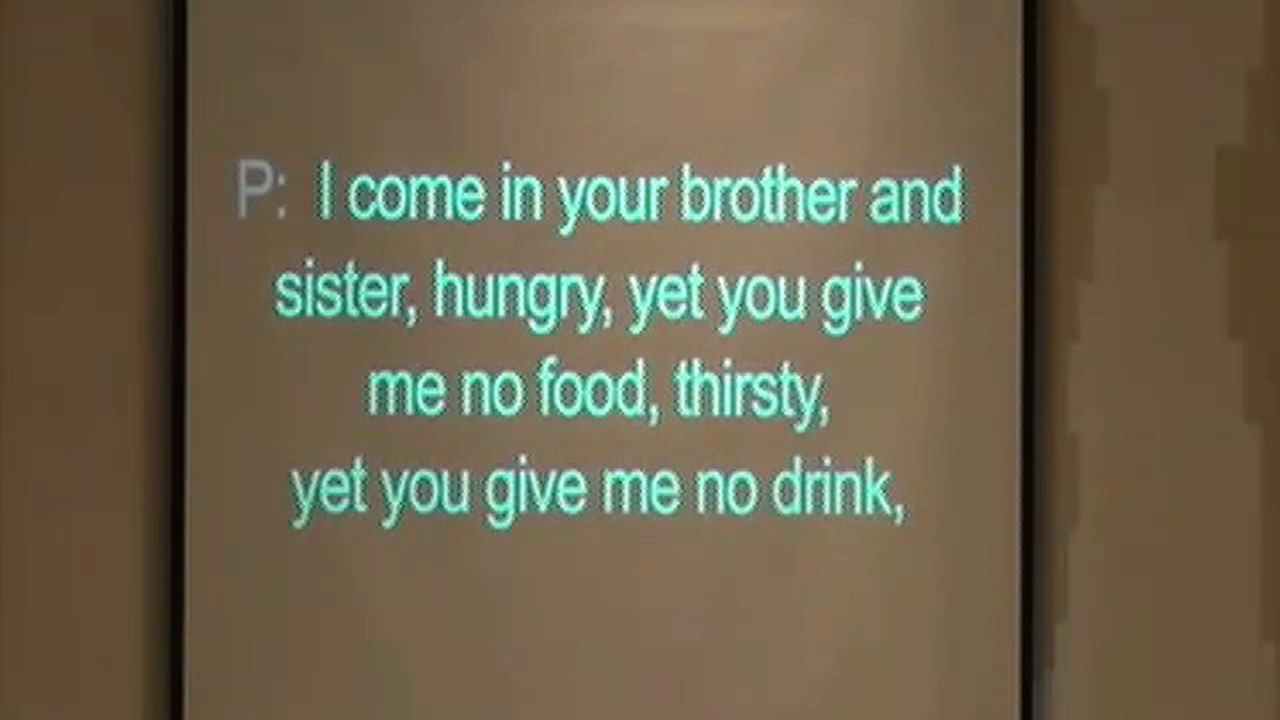 P: I come in your brother and
sister, hungry, yet you give
me no food, thirsty,
yet you give me no drink,